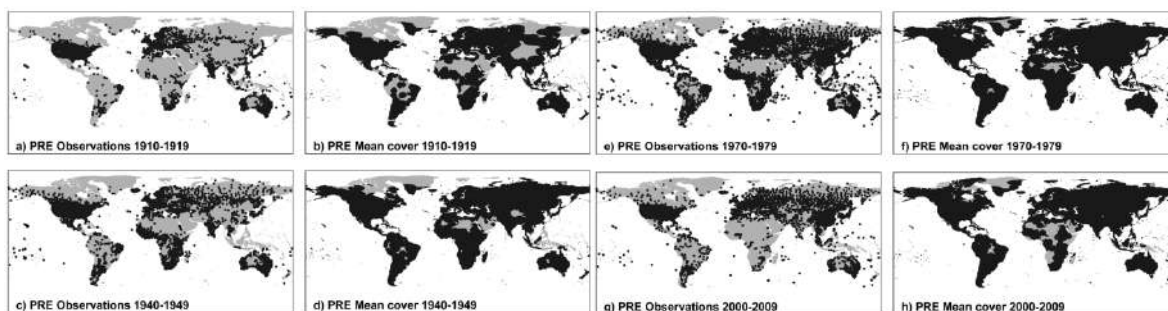 a) PRE Observations 1910-1919
b) PRE Mean cover 1910-1919
e) PRE Observations 1970-1979
f) PRE Mean cover 1970-1979
c) PRE Observations 1940-1949
d) PRE Mean cover 1940-1949
g) PRE Observations 2000-2009
h) PRE Mean cover 2000-2009